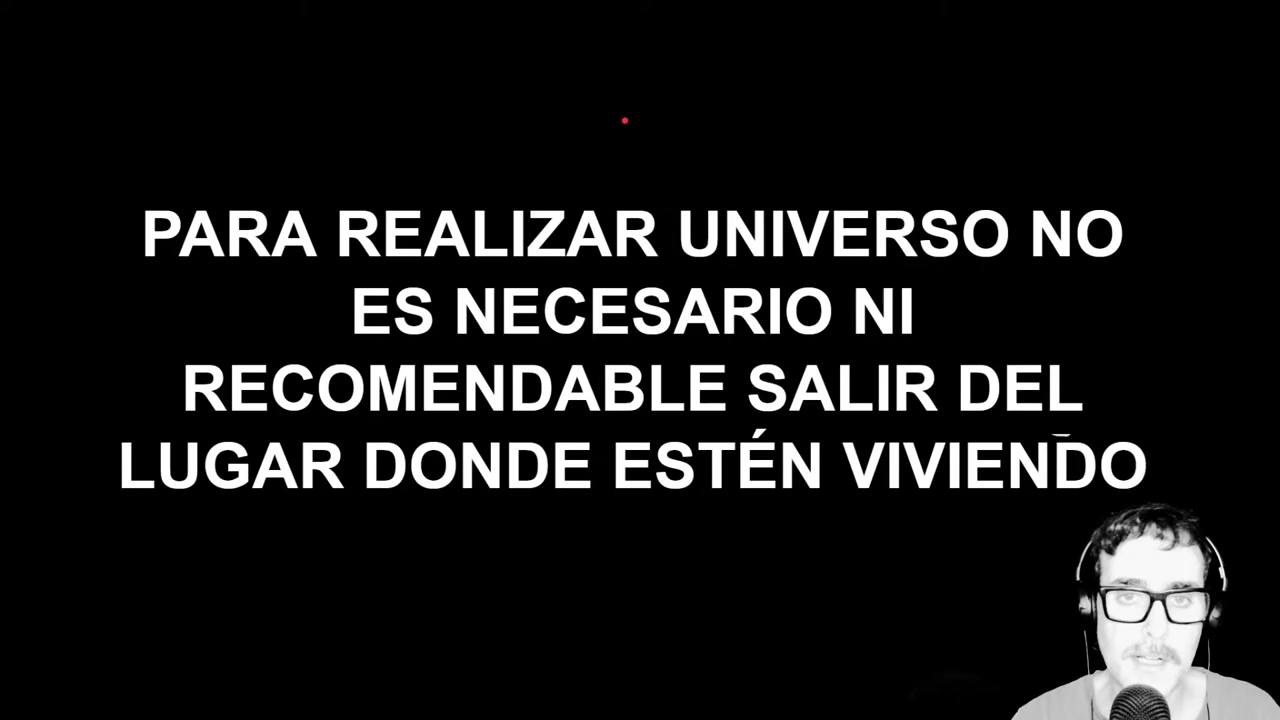 PARA REALIZAR UNIVERSO NO
ES NECESARIO NI
RECOMENDABLE SALIR DEL
LUGAR DONDE ESTÉN VIVIENDO